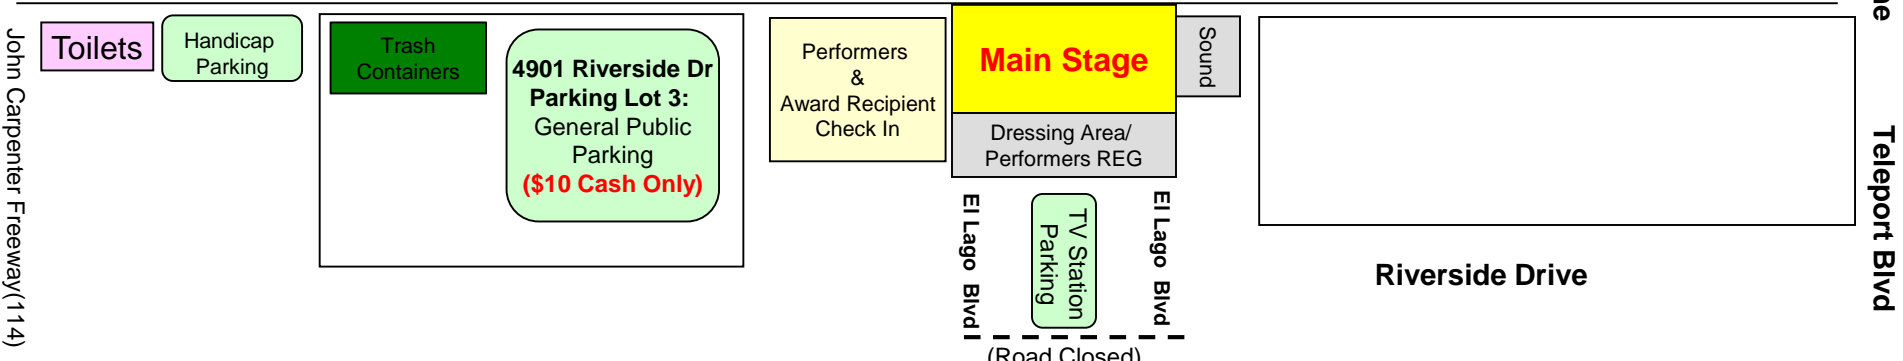 John Carpenter Freeway(114)
Toilets
Handicap
Parking
Trash
Containers
4901 Riverside Dr
Parking Lot 3:
General Public
Parking
($10 Cash Only)
Performers
&
Award Recipient
Check In
Main Stage
Sound
Dressing Area/
Performers REG
El Lago Blvd
TV Station
Parking
El Lago Blvd
(Road Closed)
Riverside Drive
Teleport Blvd